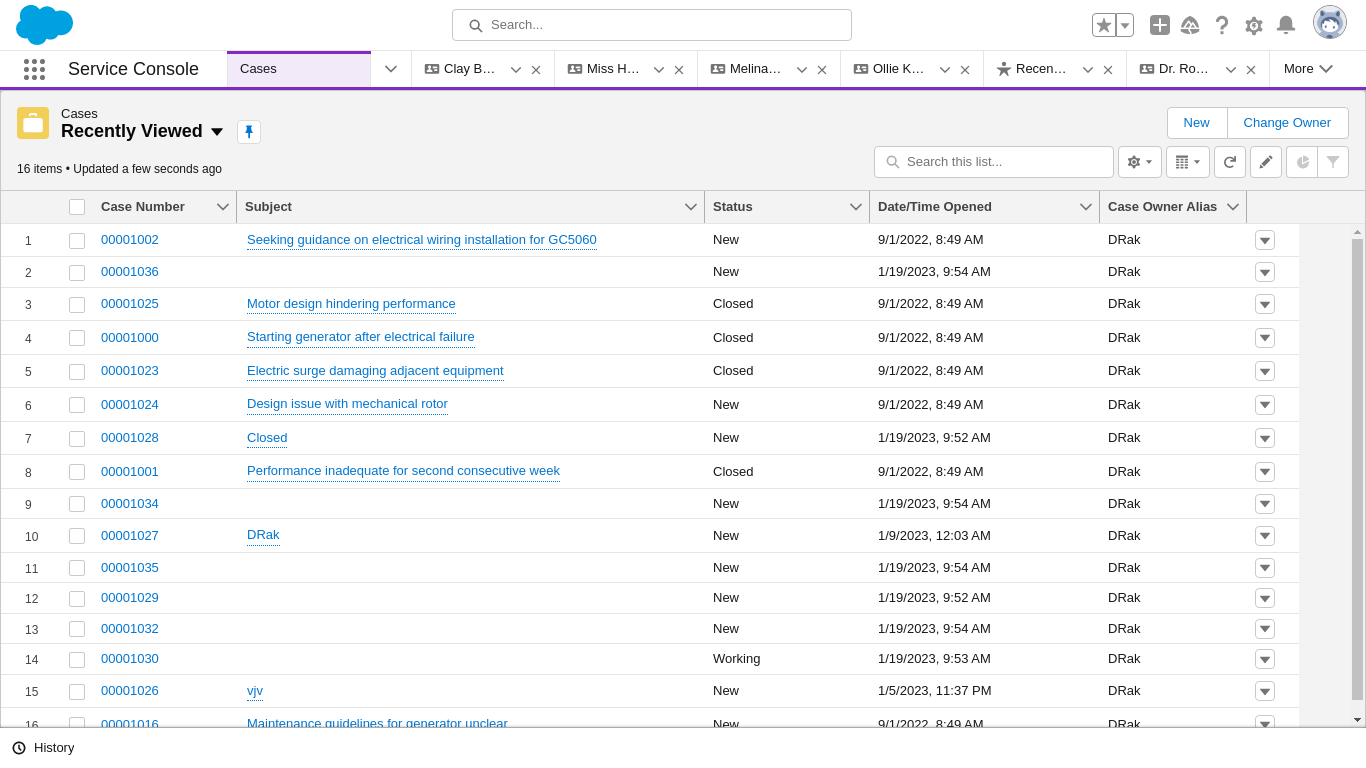 Search...
Service Console
Cases
Clay B...
Miss H...
Melina...
Ollie K...
Recen...
Dr. Ro...
More
Cases
Recently Viewed
New
Change Owner
16 items • Updated a few seconds ago
Search this list...
Case Number Subject Status Date/Time Opened Case Owner Alias
1 00001002 Seeking guidance on electrical wiring installation for GC5060 New 9/1/2022, 8:49 AM DRak
2 00001036 New 1/19/2023, 9:54 AM DRak
3 00001025 Motor design hindering performance Closed 9/1/2022, 8:49 AM DRak
4 00001000 Starting generator after electrical failure Closed 9/1/2022, 8:49 AM DRak
5 00001023 Electric surge damaging adjacent equipment Closed 9/1/2022, 8:49 AM DRak
6 00001024 Design issue with mechanical rotor New 9/1/2022, 8:49 AM DRak
7 00001028 Closed New 1/19/2023, 9:52 AM DRak
8 00001001 Performance inadequate for second consecutive week Closed 9/1/2022, 8:49 AM DRak
9 00001034 New 1/19/2023, 9:54 AM DRak
10 00001027 DRak New 1/9/2023, 12:03 AM DRak
11 00001035 New 1/19/2023, 9:54 AM DRak
12 00001029 New 1/19/2023, 9:52 AM DRak
13 00001032 New 1/19/2023, 9:54 AM DRak
14 00001030 Working 1/19/2023, 9:53 AM DRak
15 00001026 vjv New 1/5/2023, 11:37 PM DRak
16 00001016 Maintenance guidelines for generator unclear New 9/1/2022, 8:49 AM DRak
History